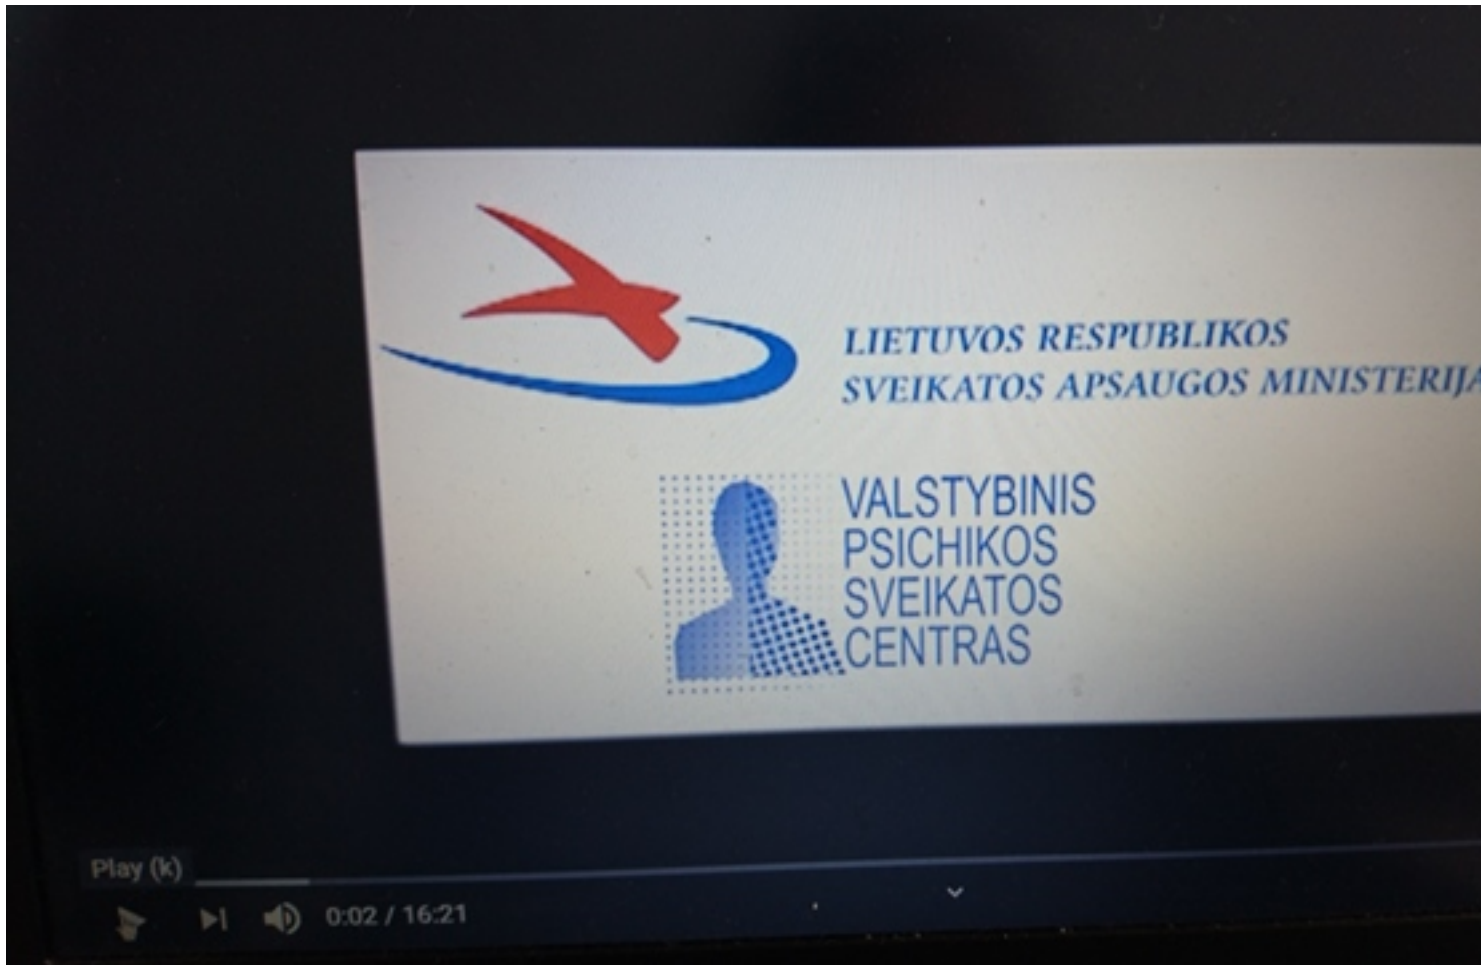 LIETUVOS RESPUBLIKOS
SVEIKATOS APSAUGOS MINISTERIJA
VALSTYBINIS
PSICHIKOS
SVEIKATOS
CENTRAS
Play (k)
0:02 / 16:21